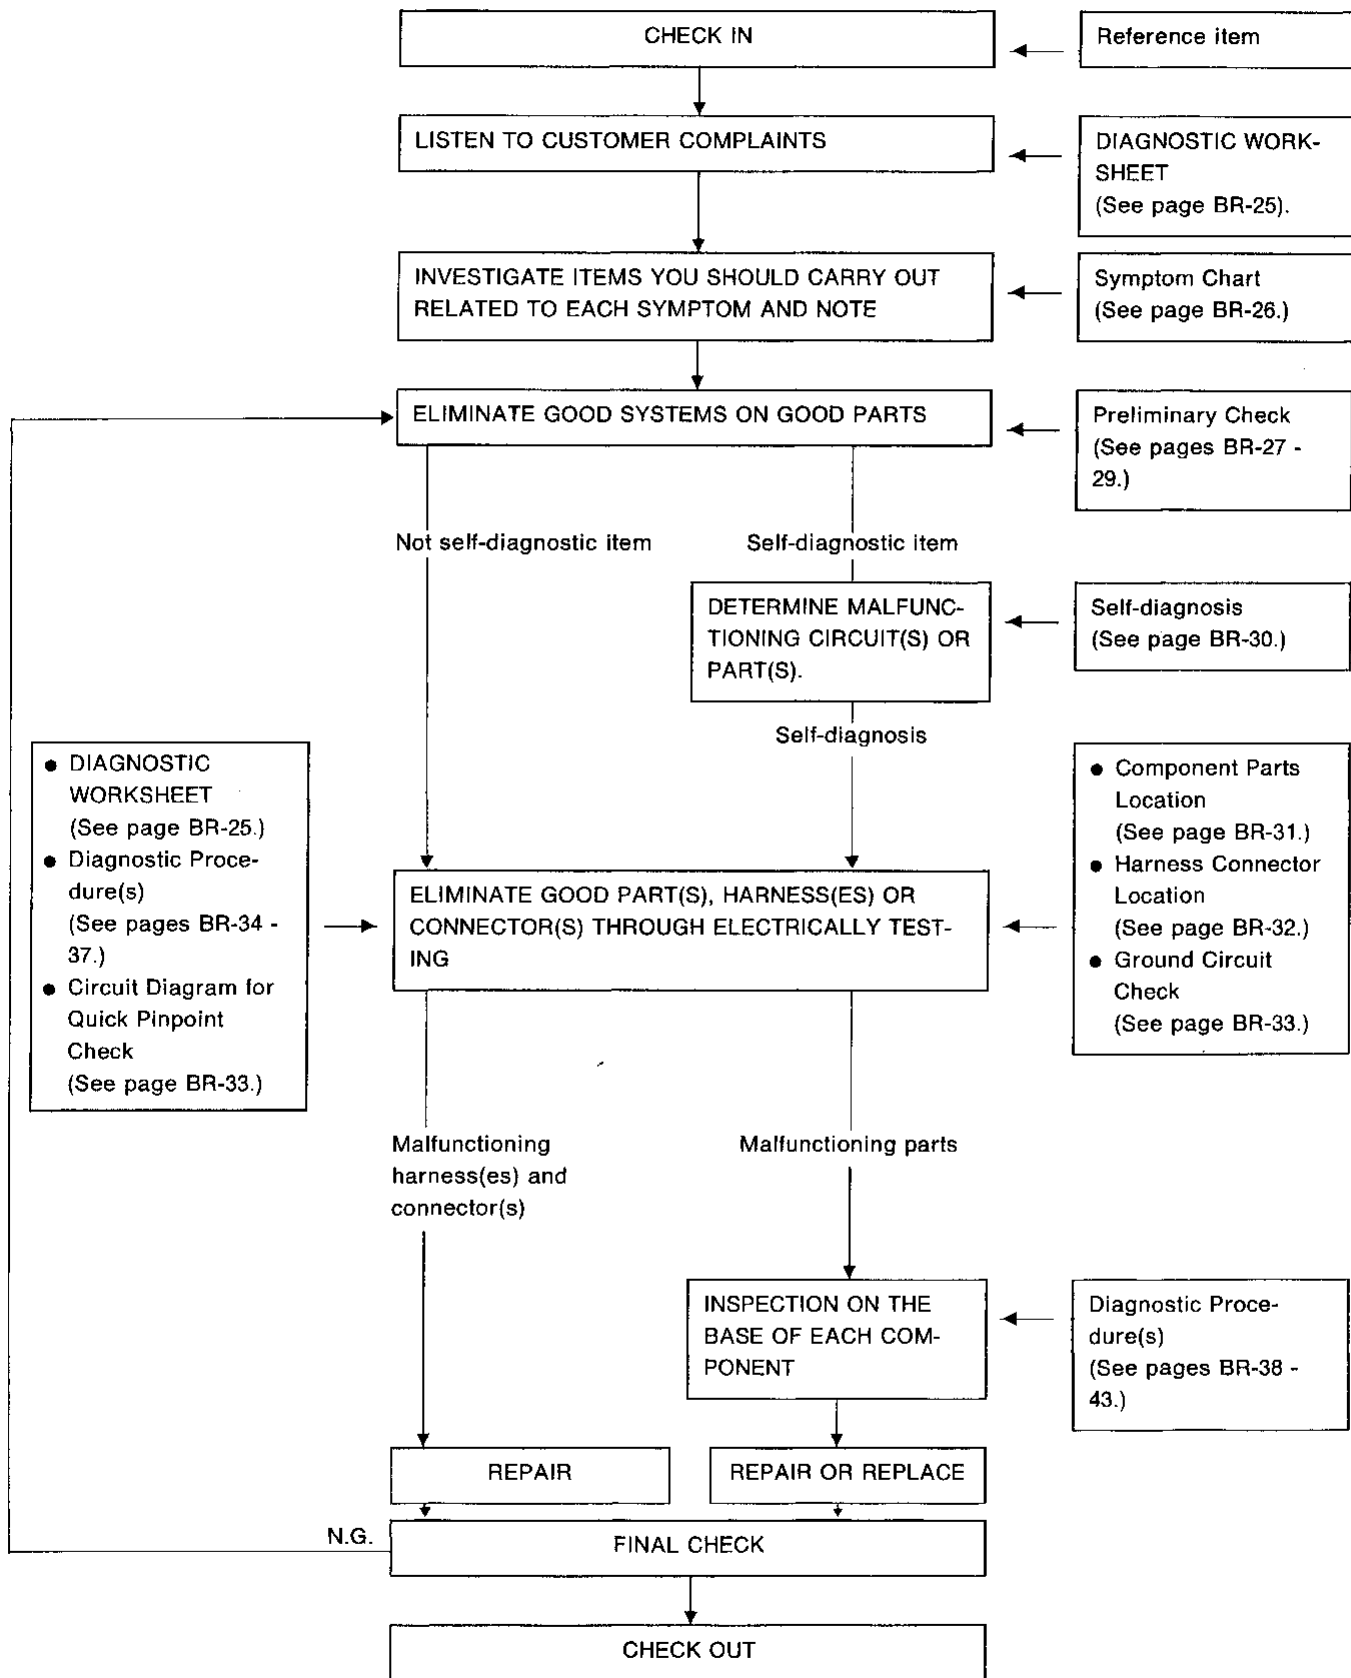 CHECK IN
Reference item
LISTEN TO CUSTOMER COMPLAINTS
DIAGNOSTIC WORK-
SHEET
(See page BR-25).
INVESTIGATE ITEMS YOU SHOULD CARRY OUT
RELATED TO EACH SYMPTOM AND NOTE
Symptom Chart
(See page BR-26.)
ELIMINATE GOOD SYSTEMS ON GOOD PARTS
Preliminary Check
(See pages BR-27 -
29.)
Not self-diagnostic item
Self-diagnostic item
DETERMINE MALFUNC-
TIONING CIRCUIT(S) OR
PART(S).
Self-diagnosis
(See page BR-30.)
Self-diagnosis
● DIAGNOSTIC
WORKSHEET
(See page BR-25.)
● Diagnostic Proce-
dure(s)
(See pages BR-34 -
37.)
● Circuit Diagram for
Quick Pinpoint
Check
(See page BR-33.)
ELIMINATE GOOD PART(S), HARNESS(ES) OR
CONNECTOR(S) THROUGH ELECTRICALLY TEST-
ING
● Component Parts
Location
(See page BR-31.)
● Harness Connector
Location
(See page BR-32.)
● Ground Circuit
Check
(See page BR-33.)
Malfunctioning
harness(es) and
connector(s)
Malfunctioning parts
INSPECTION ON THE
BASE OF EACH COM-
PONENT
Diagnostic Proce-
dure(s)
(See pages BR-38 -
43.)
REPAIR
REPAIR OR REPLACE
N.G.
FINAL CHECK
CHECK OUT